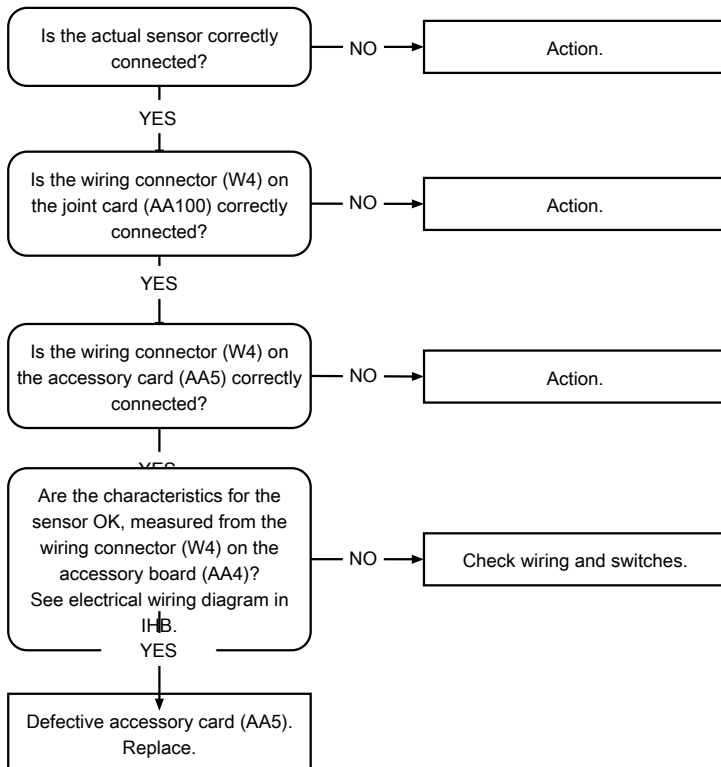 Is the actual sensor correctly
connected?
NO
Action.
YES
Is the wiring connector (W4) on
the joint card (AA100) correctly
connected?
NO
Action.
YES
Is the wiring connector (W4) on
the accessory card (AA5) correctly
connected?
NO
Action.
YES
Are the characteristics for the
sensor OK, measured from the
wiring connector (W4) on the
accessory board (AA4)?
See electrical wiring diagram in
IHB.
NO
Check wiring and switches.
YES
Defective accessory card (AA5).
Replace.